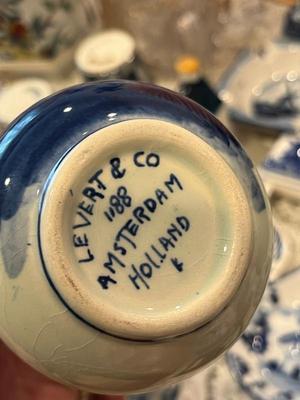 LEVERT & CO
1188
AMSTERDAM
HOLLAND